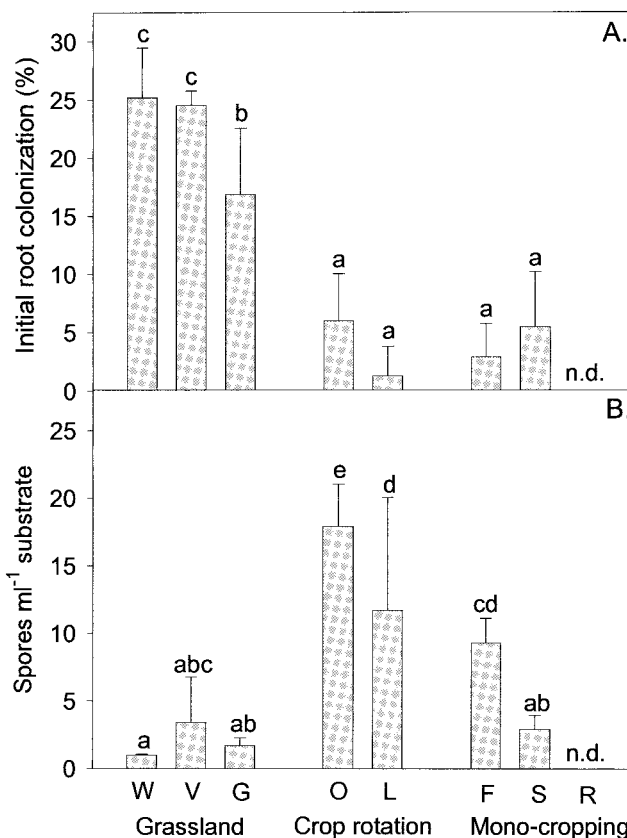 A.
Initial root colonization (%)
30
25
20
15
10
5
0
c
c
b
a
a
a
a
n.d.
B.
Spores ml⁻¹ substrate
25
20
15
10
5
0
a
abc
ab
e
d
cd
ab
n.d.
W V G O L F S R
Grassland Crop rotation Mono-cropping